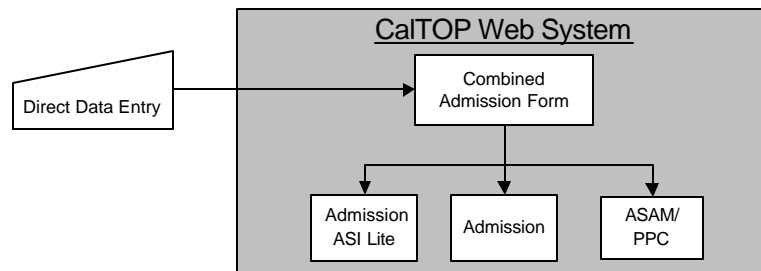 CalTOP Web System
Direct Data Entry
Combined
Admission Form
Admission
ASI Lite
Admission
ASAM/
PPC